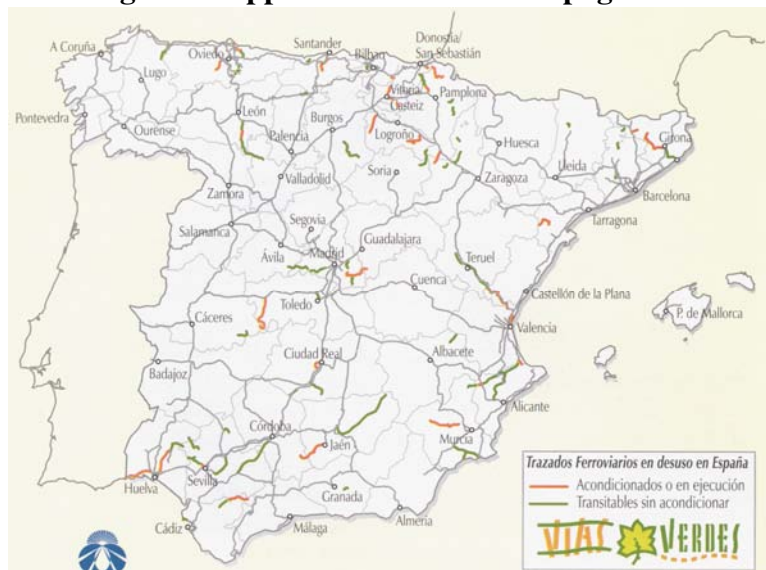 Donostia/
San Sebastián
A Coruña
Oviedo
Santander
Bilbao
Lugo
Vitoria
Gasteiz
Pamplona
León
Pontevedra
Ourense
Burgos
Logroño
Palencia
Huesca
Girona
Lleida
Soria
Zaragoza
Zamora
Valladolid
Barcelona
Tarragona
Segovia
Salamanca
Guadalajara
Ávila
Madrid
Teruel
Cuenca
Castellón de la Plana
Toledo
Cáceres
P. de Mallorca
Valencia
Ciudad Real
Albacete
Badajoz
Alicante
Córdoba
Murcia
Jaén
Huelva
Sevilla
Granada
Cádiz
Málaga
Almería
Trazados Ferroviarios en desuso en España
Acondicionados o en ejecución
Transitables sin acondicionar
VÍAS VERDES